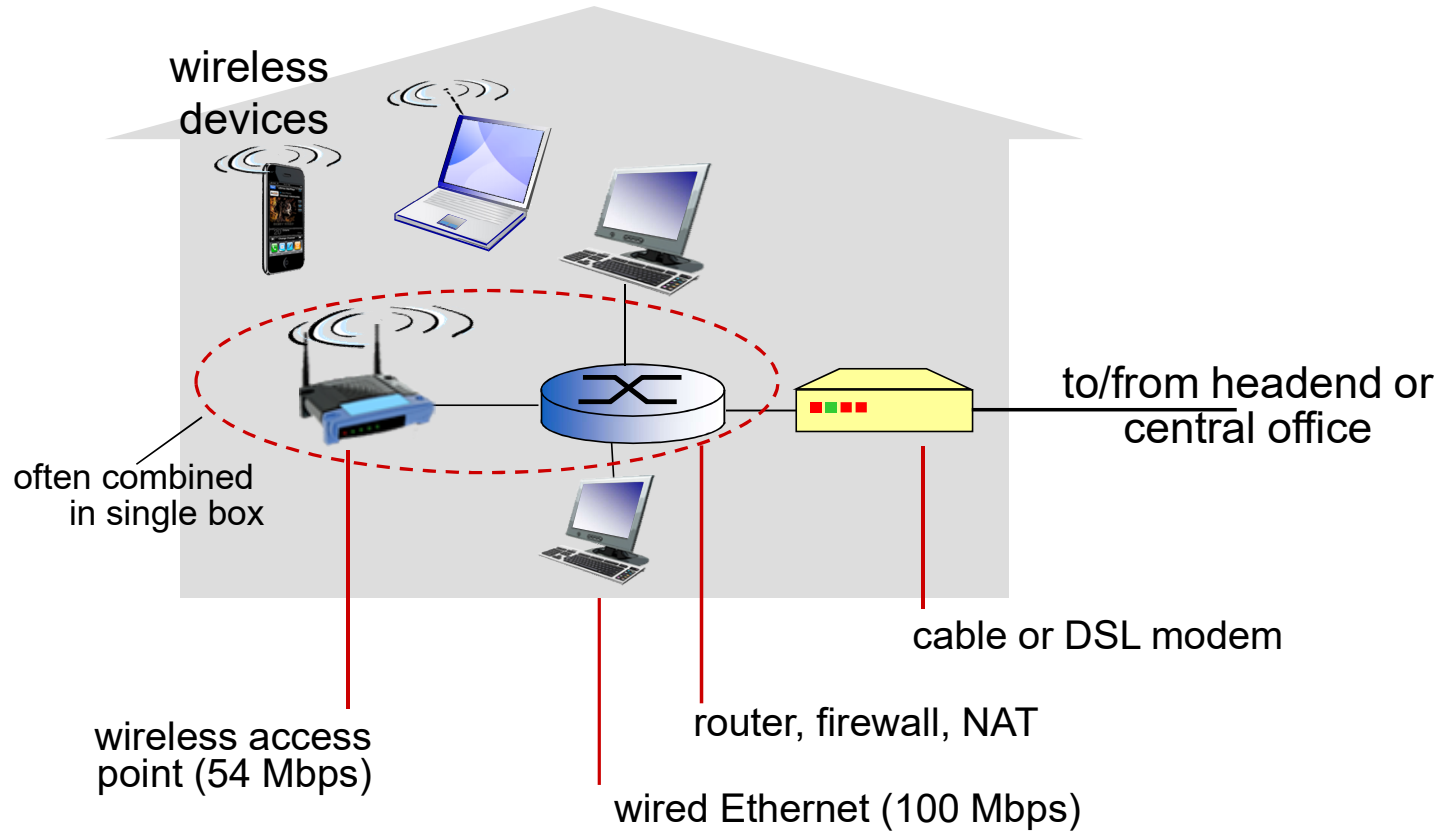 wireless
devices
to/from headend or
central office
often combined
in single box
cable or DSL modem
router, firewall, NAT
wireless access
point (54 Mbps)
wired Ethernet (100 Mbps)